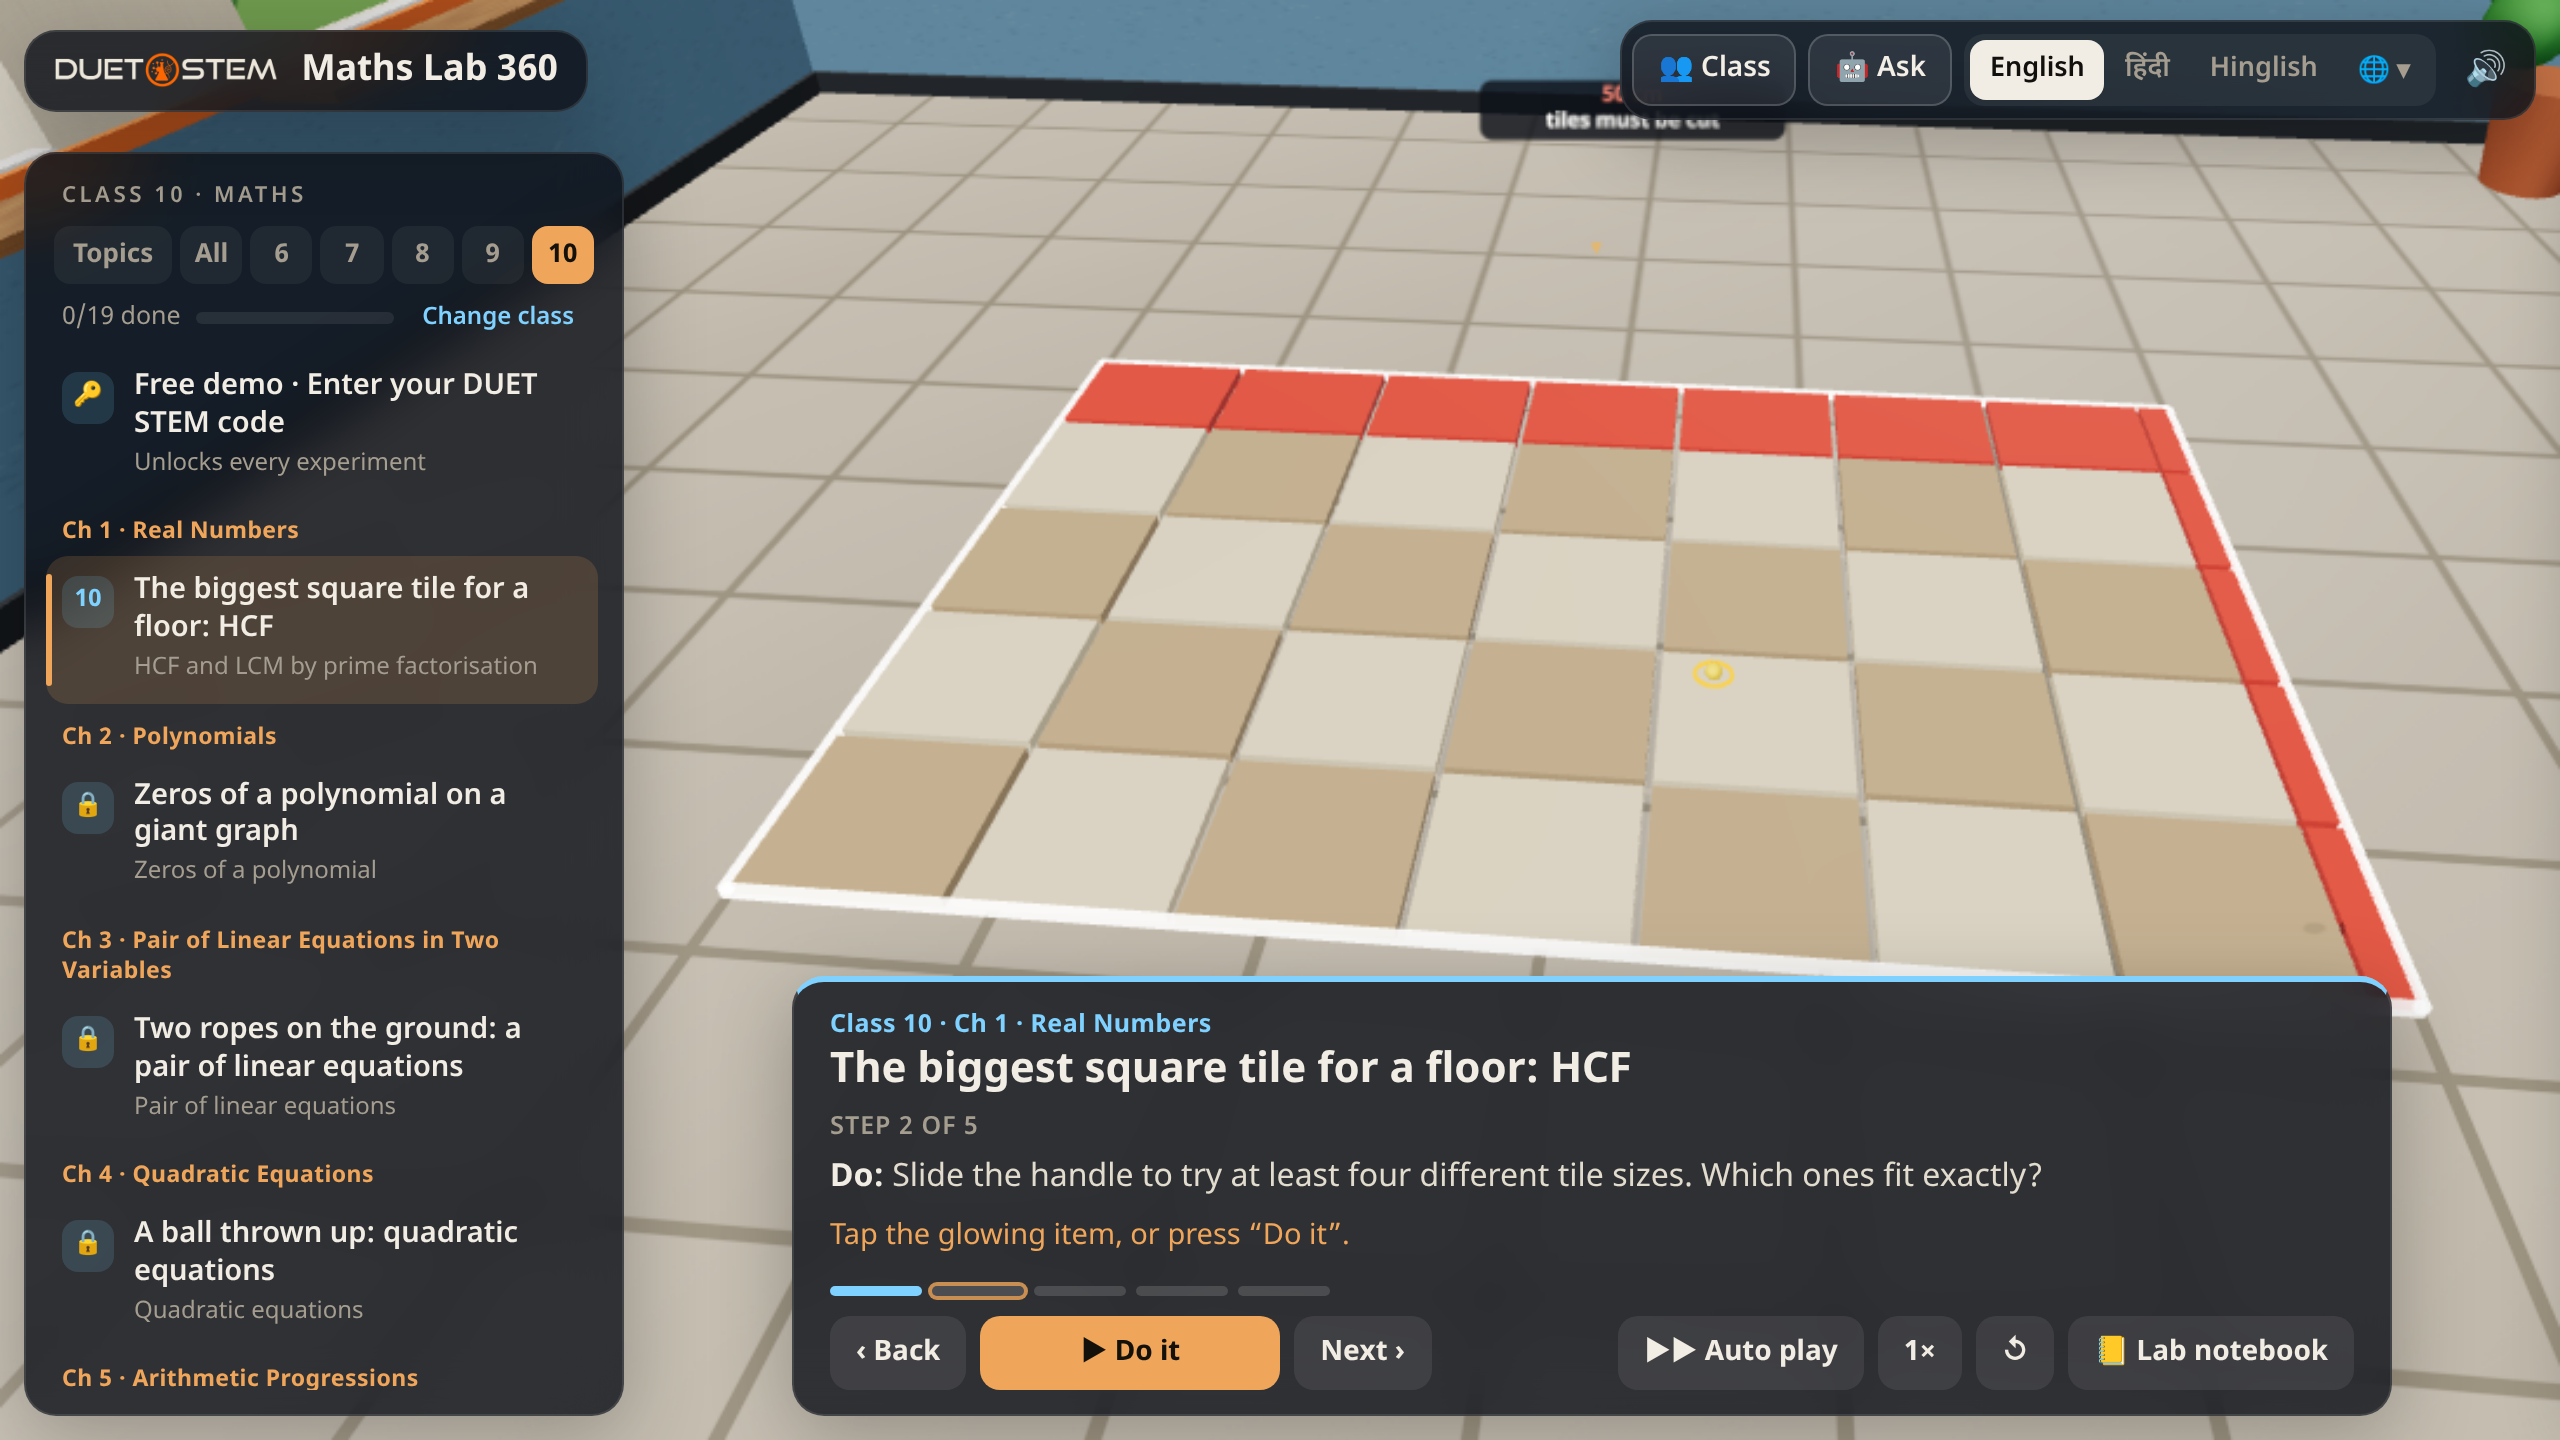 DUET STEM Maths Lab 360
👥 Class 🤖 Ask English हिंदी Hinglish 🌐 ▾ 🔊
tiles must be cut
CLASS 10 · MATHS
Topics All 6 7 8 9 10
0/19 done Change class
Free demo · Enter your DUET
STEM code
Unlocks every experiment
Ch 1 · Real Numbers
10 The biggest square tile for a
floor: HCF
HCF and LCM by prime factorisation
Ch 2 · Polynomials
Zeros of a polynomial on a
giant graph
Zeros of a polynomial
Ch 3 · Pair of Linear Equations in Two
Variables
Two ropes on the ground: a
pair of linear equations
Pair of linear equations
Ch 4 · Quadratic Equations
A ball thrown up: quadratic
equations
Quadratic equations
Ch 5 · Arithmetic Progressions
Class 10 · Ch 1 · Real Numbers
The biggest square tile for a floor: HCF
STEP 2 OF 5
Do: Slide the handle to try at least four different tile sizes. Which ones fit exactly?
Tap the glowing item, or press “Do it”.
‹ Back ▶ Do it Next › ▶▶ Auto play 1× ↺ 📒 Lab notebook